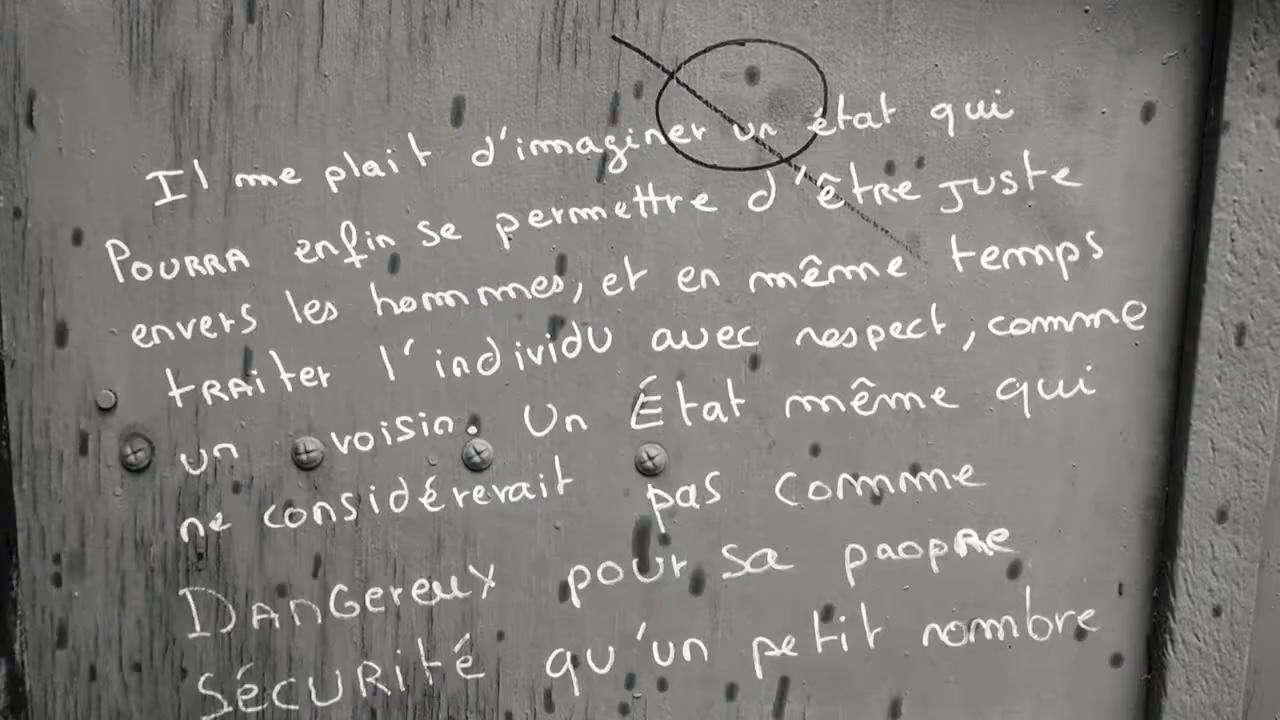 Il me plait d'imaginer un état qui
POURRA enfin se permettre d'être JUSTE
envers les hommes, et en même temps
tRAiter l'individu avec respect, comme
un voisin. Un État même qui
ne considérerait pas comme
DANGereux pour sa paopRe
SÉCURité qu'un petit nombre